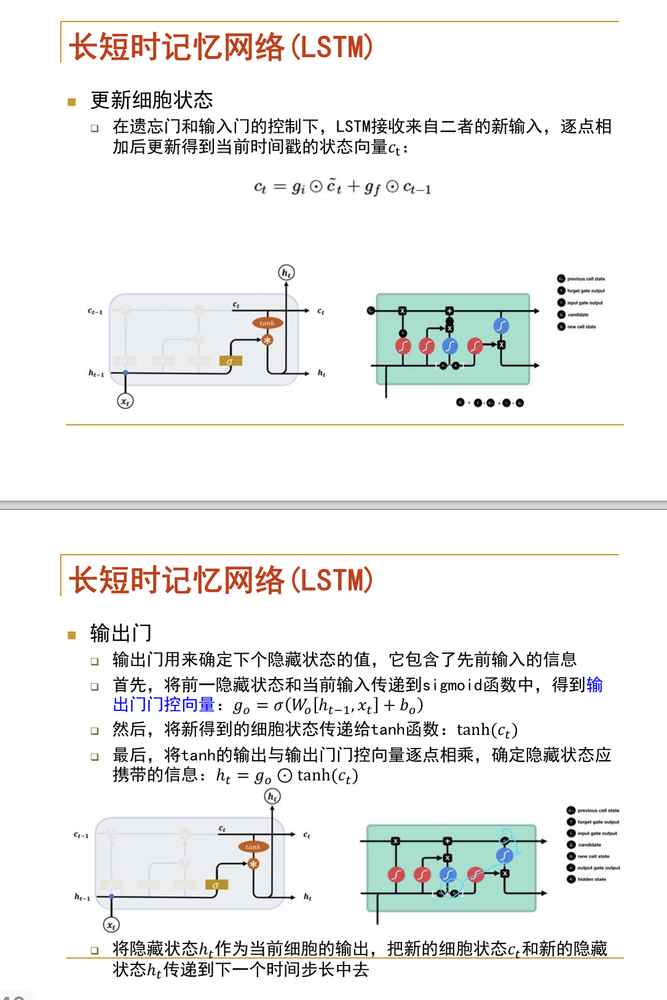 长短时记忆网络(LSTM)
更新细胞状态
在遗忘门和输入门的控制下，LSTM接收来自二者的新输入，逐点相
加后更新得到当前时间戳的状态向量c_t：
c_t = g_i ⊙ c̃_t + g_f ⊙ c_{t-1}
h_t
c_{t-1}
c_t
c_t
tanh
σ
h_{t-1}
h_t
x_t
previous cell state
forget gate output
input gate output
candidate
new cell state
长短时记忆网络(LSTM)
输出门
输出门用来确定下个隐藏状态的值，它包含了先前输入的信息
首先，将前一隐藏状态和当前输入传递到sigmoid函数中，得到输
出门门控向量：g_o = σ(W_o[h_{t-1}, x_t] + b_o)
然后，将新得到的细胞状态传递给tanh函数：tanh(c_t)
最后，将tanh的输出与输出门门控向量逐点相乘，确定隐藏状态应
携带的信息：h_t = g_o ⊙ tanh(c_t)
h_t
c_{t-1}
c_t
c_t
tanh
σ
h_{t-1}
h_t
x_t
previous cell state
forget gate output
input gate output
candidate
new cell state
output gate output
hidden state
将隐藏状态h_t作为当前细胞的输出，把新的细胞状态c_t和新的隐藏
状态h_t传递到下一个时间步长中去